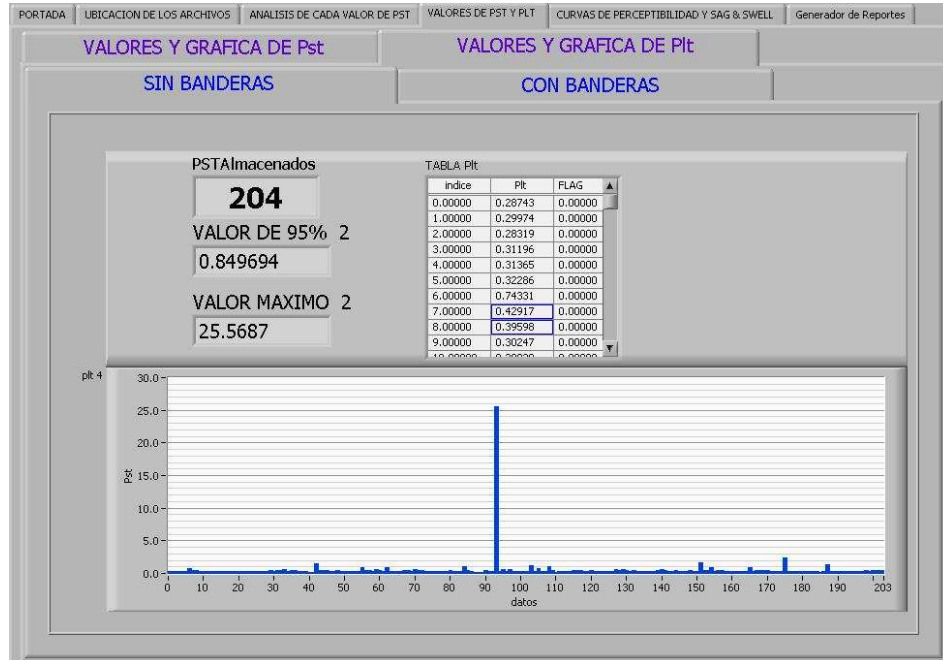 PORTADA UBICACION DE LOS ARCHIVOS ANALISIS DE CADA VALOR DE PST VALORES DE PST Y PLT CURVAS DE PERCEPTIBILIDAD Y SAG & SWELL Generador de Reportes
VALORES Y GRAFICA DE Pst VALORES Y GRAFICA DE Plt
SIN BANDERAS CON BANDERAS
PSTAlmacenados
204
VALOR DE 95% 2
0.849694
VALOR MAXIMO 2
25.5687
TABLA Plt
indice Plt FLAG
0.00000 0.28743 0.00000
1.00000 0.29974 0.00000
2.00000 0.28319 0.00000
3.00000 0.31196 0.00000
4.00000 0.31365 0.00000
5.00000 0.32286 0.00000
6.00000 0.74331 0.00000
7.00000 0.42917 0.00000
8.00000 0.39598 0.00000
9.00000 0.30247 0.00000
plt 4
30.0
25.0
20.0
15.0
10.0
5.0
0.0
Pst
0 10 20 30 40 50 60 70 80 90 100 110 120 130 140 150 160 170 180 190 203
datos